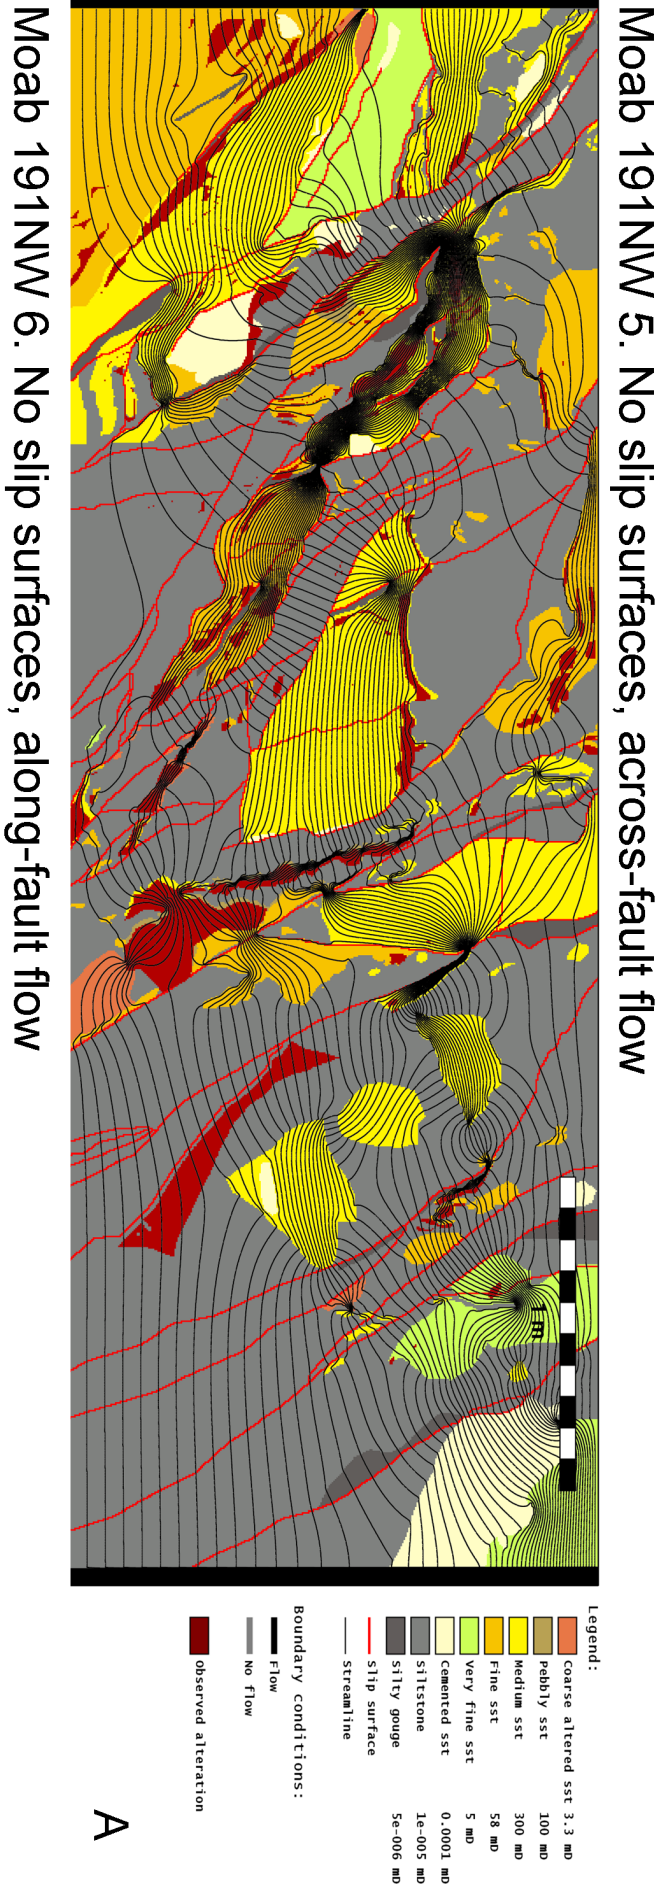 Moab 191NW 5. No slip surfaces, across-fault flow
1 m
Legend:
Coarse altered sst 3.3 mD
Pebbly sst 100 mD
Medium sst 300 mD
Fine sst 58 mD
Very fine sst 5 mD
Cemented sst 0.0001 mD
Siltstone 1e-005 mD
Silty gouge 5e-006 mD
Slip surface
Streamline
Boundary conditions:
Flow
No flow
Observed alteration
A
Moab 191NW 6. No slip surfaces, along-fault flow